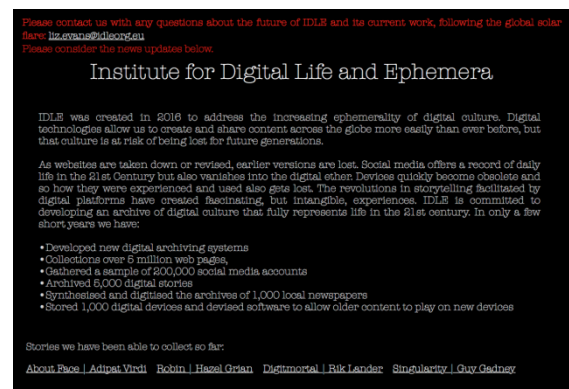 Please contact us with any questions about the future of IDLE and its current work, following the global solar
flare: liz.evans@idleorg.eu
Please consider the news updates below.
Institute for Digital Life and Ephemera
IDLE was created in 2016 to address the increasing ephemerality of digital culture. Digital
technologies allow us to create and share content across the globe more easily than ever before, but
that culture is at risk of being lost for future generations.
As websites are taken down or revised, earlier versions are lost. Social media offers a record of daily
life in the 21st Century but also vanishes into the digital ether. Devices quickly become obsolete and
so how they were experienced and used also gets lost. The revolutions in storytelling facilitated by
digital platforms have created fascinating, but intangible, experiences. IDLE is committed to
developing an archive of digital culture that fully represents life in the 21st century. In only a few
short years we have:
•Developed new digital archiving systems
•Collections over 5 million web pages,
•Gathered a sample of 200,000 social media accounts
•Archived 5,000 digital stories
•Synthesised and digitised the archives of 1,000 local newspapers
•Stored 1,000 digital devices and devised software to allow older content to play on new devices
Stories we have been able to collect so far:
About Face | Adipat Virdi Robin | Hazel Grian Digitmortal | Rik Lander Singularity | Guy Gadney